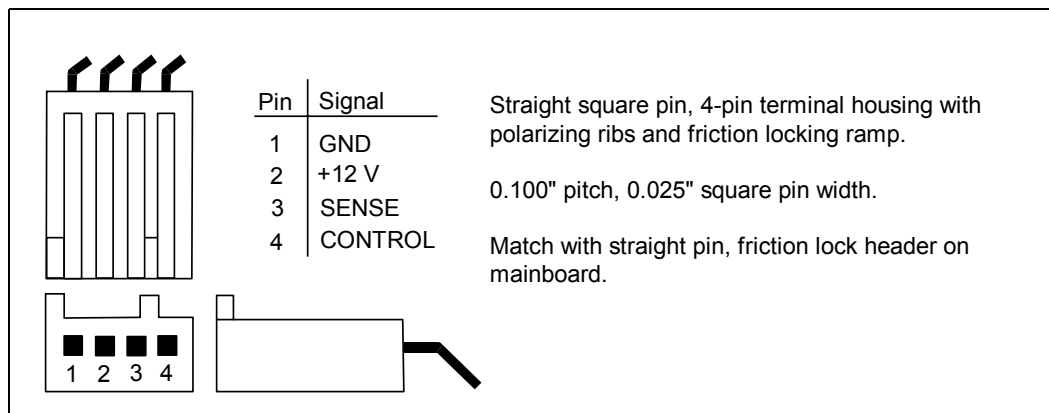 Pin Signal
1 GND
2 +12 V
3 SENSE
4 CONTROL
Straight square pin, 4-pin terminal housing with
polarizing ribs and friction locking ramp.
0.100" pitch, 0.025" square pin width.
Match with straight pin, friction lock header on
mainboard.
1 2 3 4